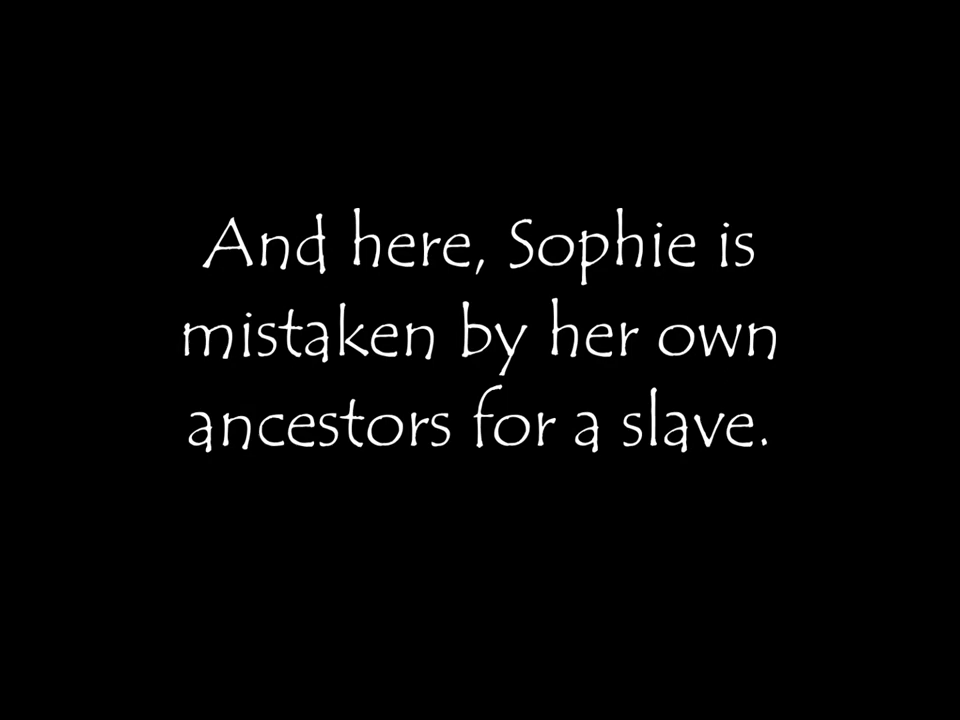 And here, Sophie is
mistaken by her own
ancestors for a slave.